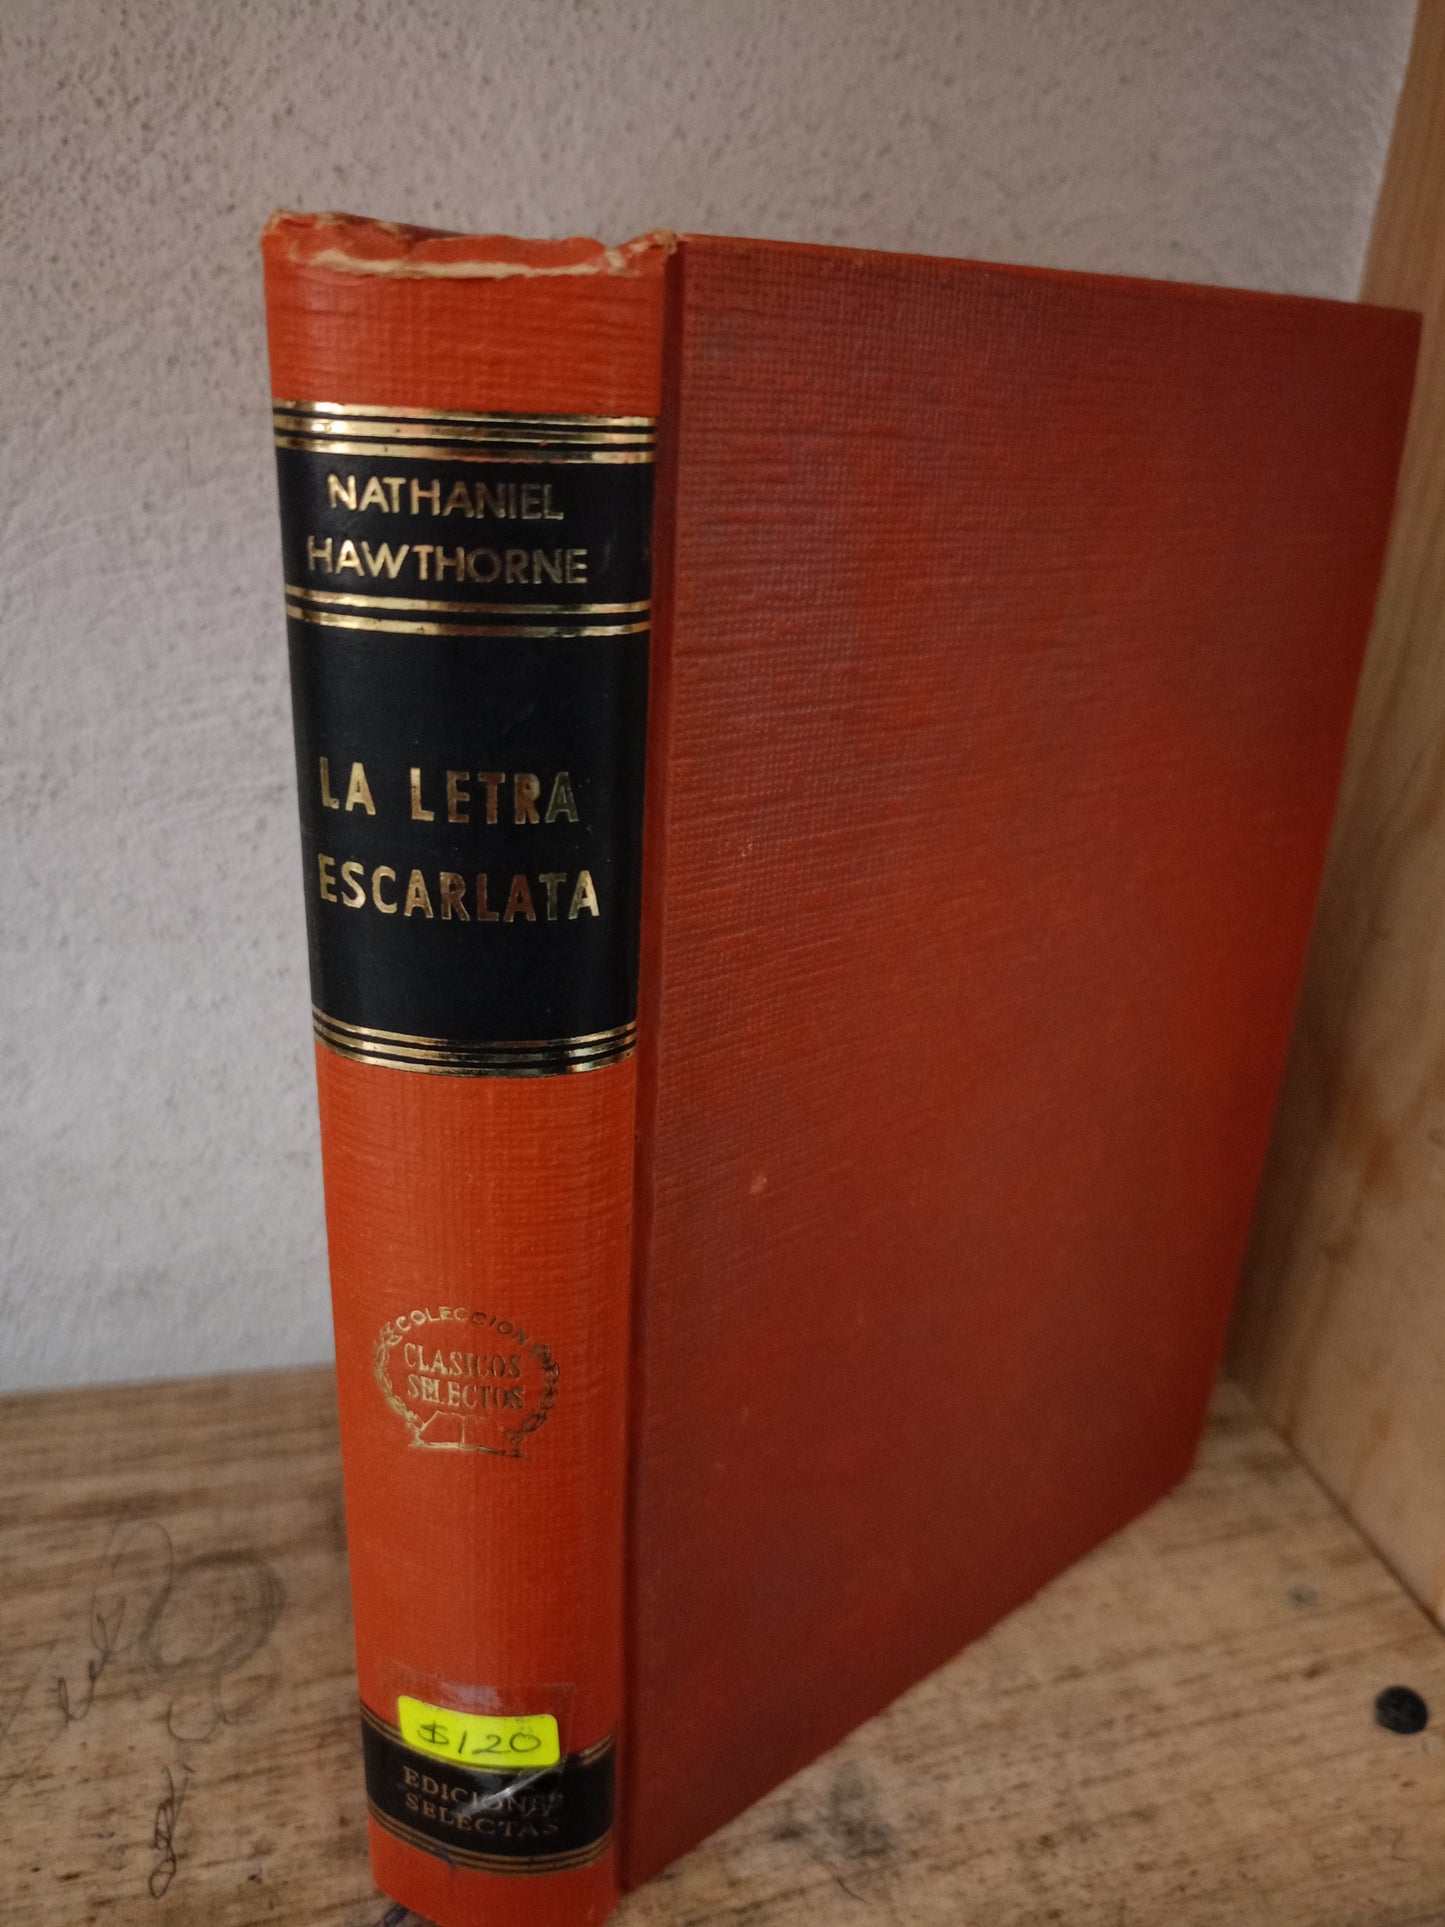 NATHANIEL
HAWTHORNE
LA LETRA
ESCARLATA
COLECCION
CLASICOS
SELECTOS
$120
EDICIONES
SELECTAS